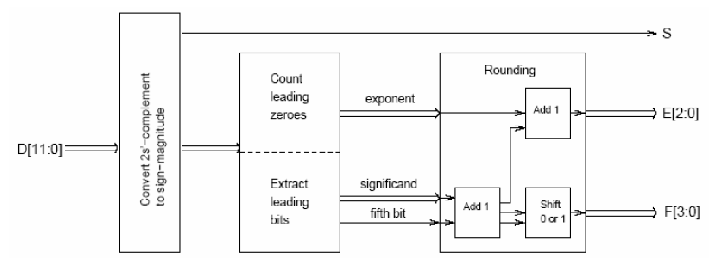 S
Convert 2s'-compement
to sign-magnitude
Count
leading
zeroes
exponent
Rounding
Add 1
E[2:0]
D[11:0]
Extract
leading
bits
significand
fifth bit
Add 1
Shift
0 or 1
F[3:0]